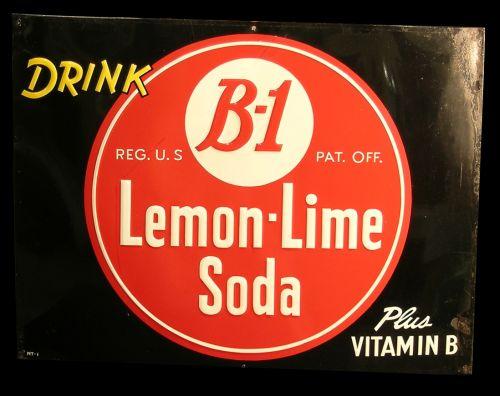 DRINK
B-1
REG. U. S PAT. OFF.
Lemon-Lime
Soda
Plus
VITAMIN B